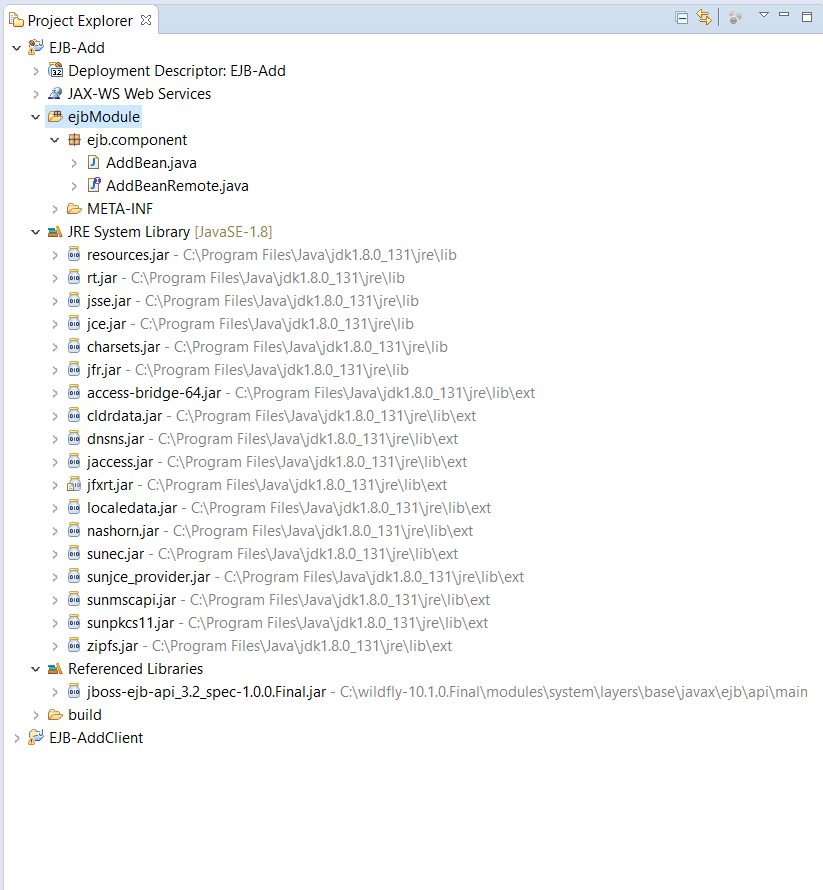 Project Explorer
EJB-Add
Deployment Descriptor: EJB-Add
JAX-WS Web Services
ejbModule
ejb.component
AddBean.java
AddBeanRemote.java
META-INF
JRE System Library [JavaSE-1.8]
resources.jar - C:\Program Files\Java\jdk1.8.0_131\jre\lib
rt.jar - C:\Program Files\Java\jdk1.8.0_131\jre\lib
jsse.jar - C:\Program Files\Java\jdk1.8.0_131\jre\lib
jce.jar - C:\Program Files\Java\jdk1.8.0_131\jre\lib
charsets.jar - C:\Program Files\Java\jdk1.8.0_131\jre\lib
jfr.jar - C:\Program Files\Java\jdk1.8.0_131\jre\lib
access-bridge-64.jar - C:\Program Files\Java\jdk1.8.0_131\jre\lib\ext
cldrdata.jar - C:\Program Files\Java\jdk1.8.0_131\jre\lib\ext
dnsns.jar - C:\Program Files\Java\jdk1.8.0_131\jre\lib\ext
jaccess.jar - C:\Program Files\Java\jdk1.8.0_131\jre\lib\ext
jfxrt.jar - C:\Program Files\Java\jdk1.8.0_131\jre\lib\ext
localedata.jar - C:\Program Files\Java\jdk1.8.0_131\jre\lib\ext
nashorn.jar - C:\Program Files\Java\jdk1.8.0_131\jre\lib\ext
sunec.jar - C:\Program Files\Java\jdk1.8.0_131\jre\lib\ext
sunjce_provider.jar - C:\Program Files\Java\jdk1.8.0_131\jre\lib\ext
sunmscapi.jar - C:\Program Files\Java\jdk1.8.0_131\jre\lib\ext
sunpkcs11.jar - C:\Program Files\Java\jdk1.8.0_131\jre\lib\ext
zipfs.jar - C:\Program Files\Java\jdk1.8.0_131\jre\lib\ext
Referenced Libraries
jboss-ejb-api_3.2_spec-1.0.0.Final.jar - C:\wildfly-10.1.0.Final\modules\system\layers\base\javax\ejb\api\main
build
EJB-AddClient